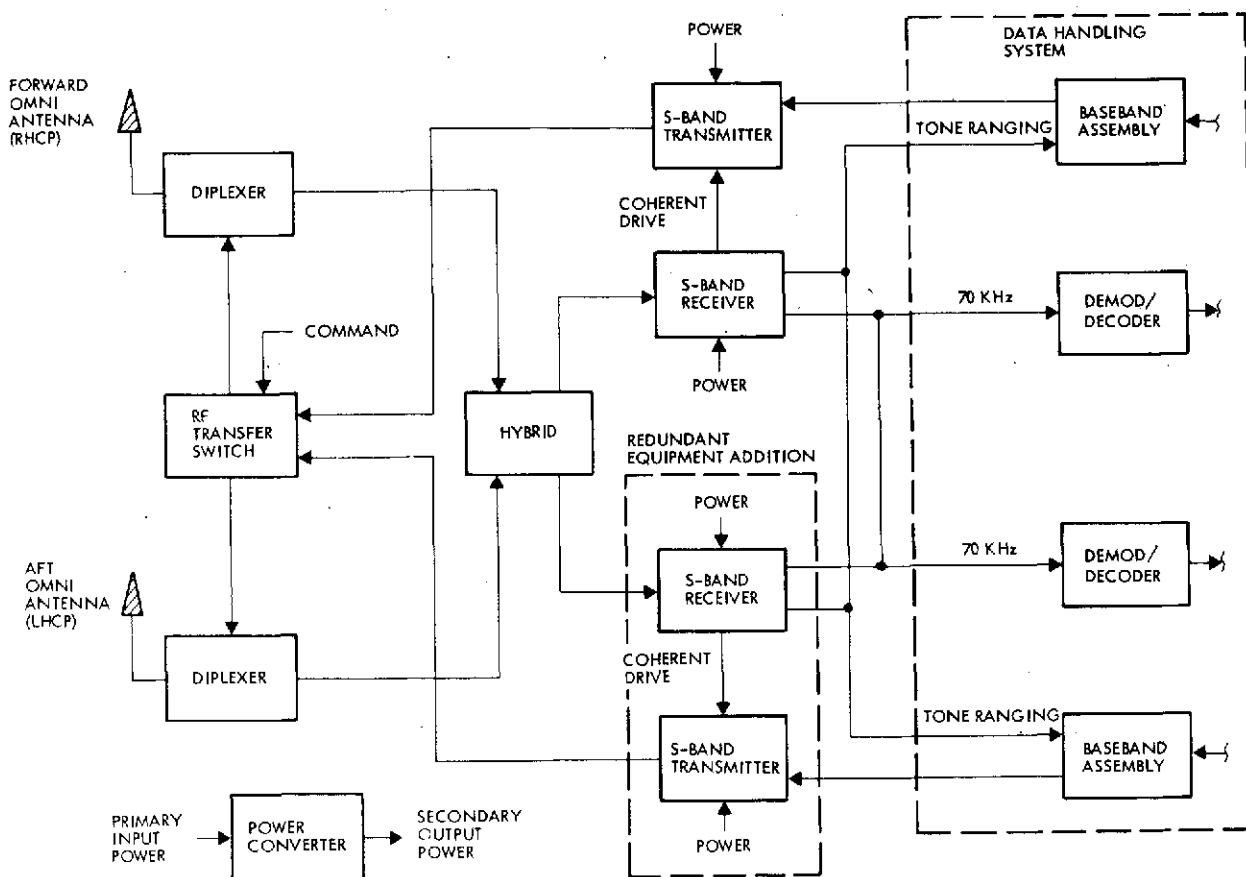 FORWARD
OMNI
ANTENNA
(RHCP)
DIPLEXER
POWER
S-BAND
TRANSMITTER
DATA HANDLING
SYSTEM
TONE RANGING
BASEBAND
ASSEMBLY
COHERENT
DRIVE
S-BAND
RECEIVER
POWER
70 KHz
DEMOD/
DECODER
COMMAND
RF
TRANSFER
SWITCH
HYBRID
REDUNDANT
EQUIPMENT ADDITION
POWER
S-BAND
RECEIVER
70 KHz
DEMOD/
DECODER
AFT
OMNI
ANTENNA
(LHCP)
DIPLEXER
COHERENT
DRIVE
S-BAND
TRANSMITTER
POWER
TONE RANGING
BASEBAND
ASSEMBLY
PRIMARY
INPUT
POWER
POWER
CONVERTER
SECONDARY
OUTPUT
POWER